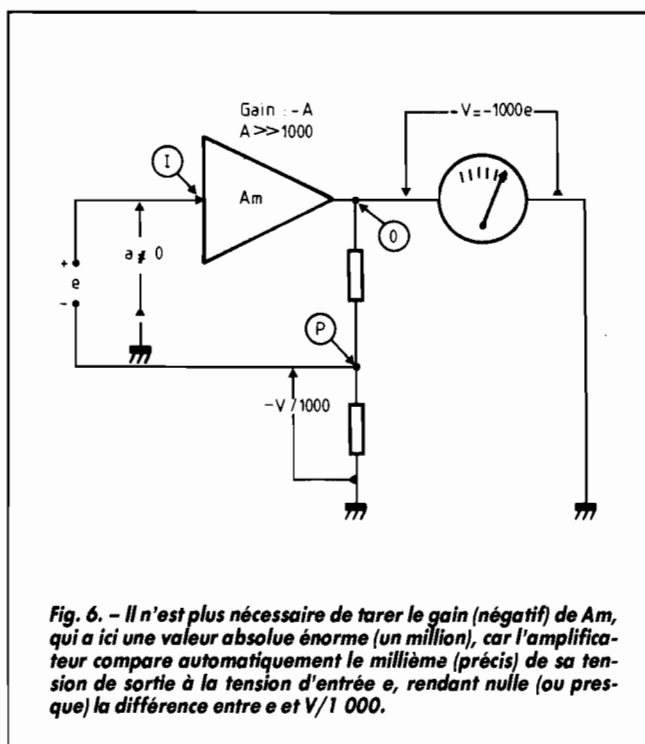 Gain : -A
A >> 1000
-V = -1000e
I
Am
O
a ≠ 0
+
e
-
P
-V/1000
Fig. 6. – Il n'est plus nécessaire de tarer le gain (négatif) de Am,
qui a ici une valeur absolue énorme (un million), car l'amplifica-
teur compare automatiquement le millième (précis) de sa ten-
sion de sortie à la tension d'entrée e, rendant nulle (ou pres-
que) la différence entre e et V/1 000.